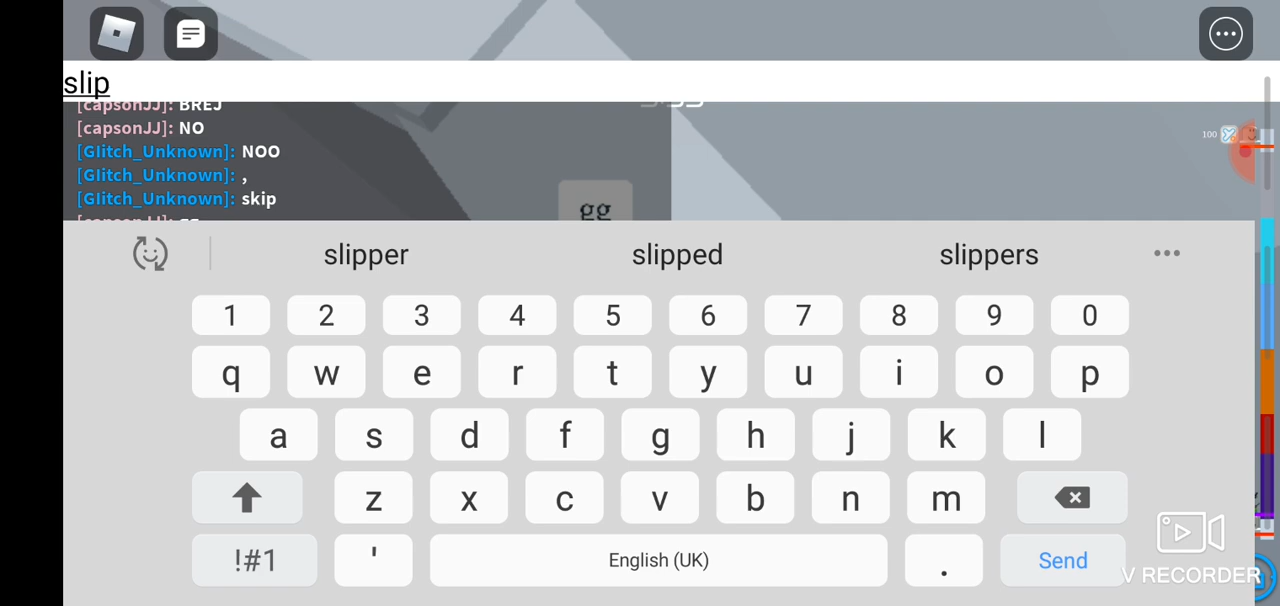 slip
[capsonJJ]: BREJ
[capsonJJ]: NO
[GlItch_Unknown]: NOO
[GlItch_Unknown]: ,
[GlItch_Unknown]: skip
100
gg
slipper slipped slippers
1 2 3 4 5 6 7 8 9 0
q w e r t y u i o p
a s d f g h j k l
z x c v b n m
!#1 ' English (UK) . Send
V RECORDER